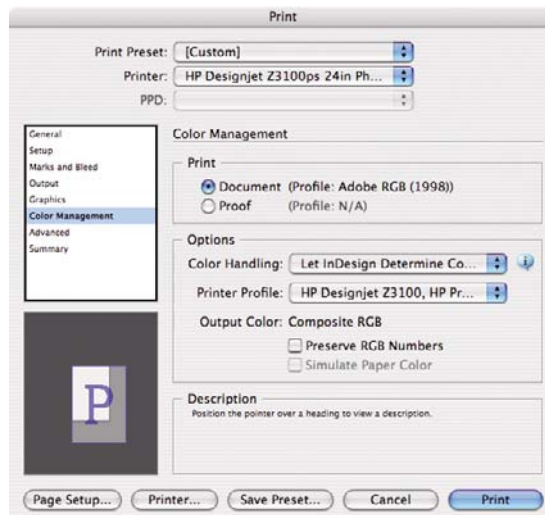 Print
Print Preset: [Custom]
Printer: HP Designjet Z3100ps 24in Ph...
PPD:
General
Setup
Marks and Bleed
Output
Graphics
Color Management
Advanced
Summary
Color Management
Print
Document (Profile: Adobe RGB (1998))
Proof (Profile: N/A)
Options
Color Handling: Let InDesign Determine Co...
Printer Profile: HP Designjet Z3100, HP Pr...
Output Color: Composite RGB
Preserve RGB Numbers
Simulate Paper Color
Description
Position the pointer over a heading to view a description.
P
Page Setup... Printer... Save Preset... Cancel Print